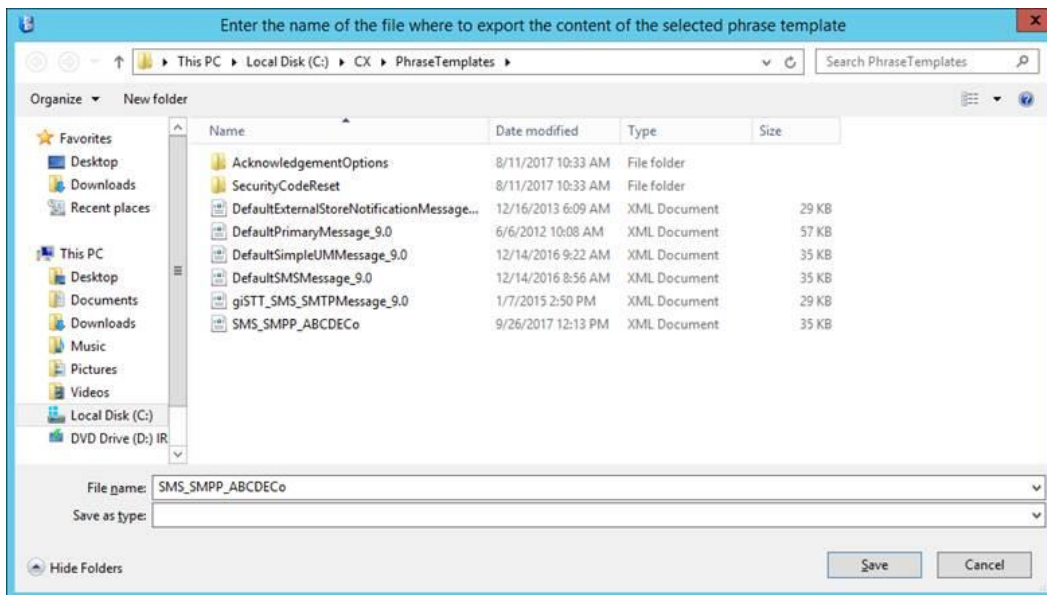 Enter the name of the file where to export the content of the selected phrase template
This PC Local Disk (C:) CX PhraseTemplates Search PhraseTemplates
Organize New folder
Name Date modified Type Size
Favorites
Desktop
Downloads
Recent places
This PC
Desktop
Documents
Downloads
Music
Pictures
Videos
Local Disk (C:)
DVD Drive (D:) IR
AcknowledgementOptions 8/11/2017 10:33 AM File folder
SecurityCodeReset 8/11/2017 10:33 AM File folder
DefaultExternalStoreNotificationMessage... 12/16/2013 6:09 AM XML Document 29 KB
DefaultPrimaryMessage_9.0 6/6/2012 10:08 AM XML Document 57 KB
DefaultSimpleUMMessage_9.0 12/14/2016 9:22 AM XML Document 35 KB
DefaultSMSMessage_9.0 12/14/2016 8:56 AM XML Document 35 KB
giSTT_SMS_SMTPMessage_9.0 1/7/2015 2:50 PM XML Document 29 KB
SMS_SMPP_ABCDECo 9/26/2017 12:13 PM XML Document 35 KB
File name: SMS_SMPP_ABCDECo
Save as type:
Hide Folders Save Cancel